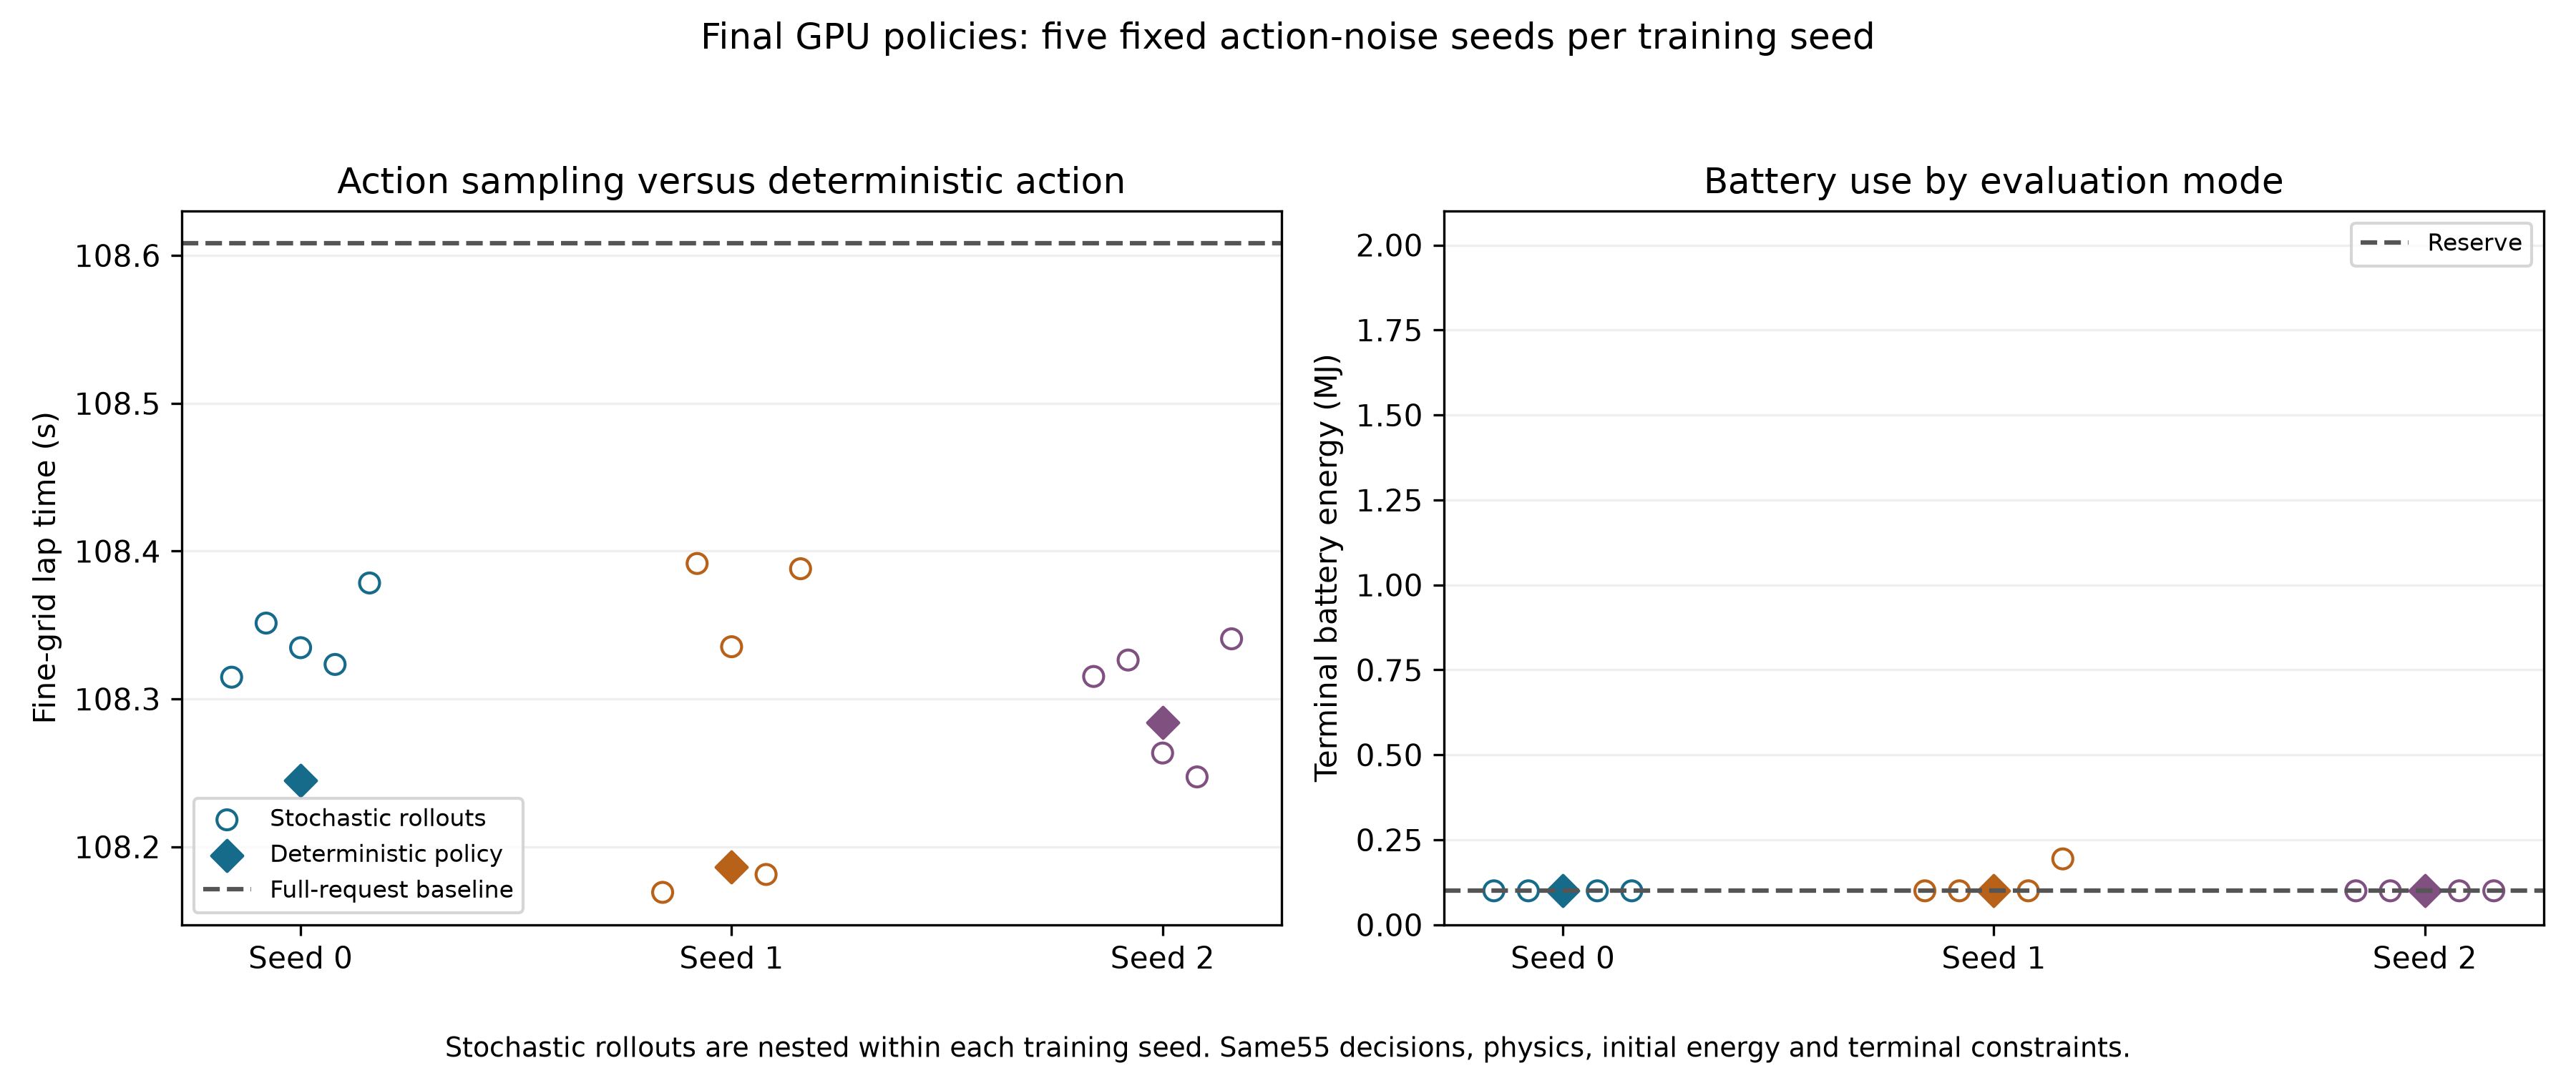 Final GPU policies: five fixed action-noise seeds per training seed
Action sampling versus deterministic action
Fine-grid lap time (s)
108.6
108.5
108.4
108.3
108.2
Stochastic rollouts
Deterministic policy
Full-request baseline
Seed 0
Seed 1
Seed 2
Battery use by evaluation mode
Terminal battery energy (MJ)
2.00
1.75
1.50
1.25
1.00
0.75
0.50
0.25
0.00
Reserve
Seed 0
Seed 1
Seed 2
Stochastic rollouts are nested within each training seed. Same55 decisions, physics, initial energy and terminal constraints.